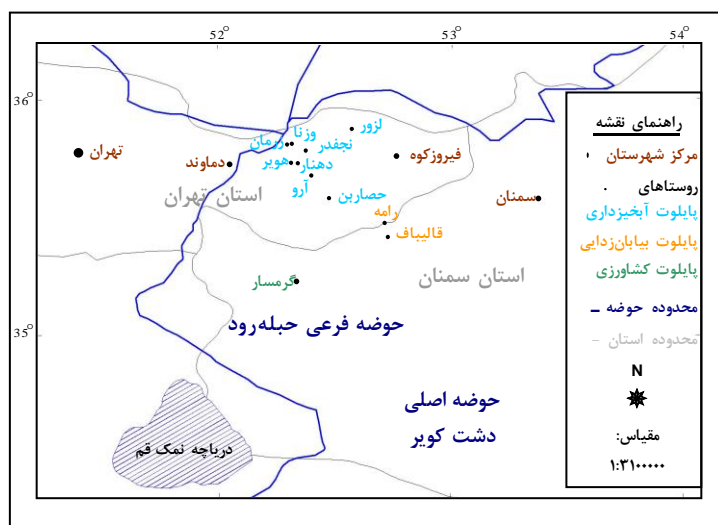 52°
53°
54°
36°
35°
لزور
وزنا
زرمان
نجفدر
هویر
دهنار
آرو
حصاربن
فیروزکوه
تهران
دماوند
استان تهران
سمنان
رامه
قالیباف
گرمسار
استان سمنان
حوضه فرعی حبله‌رود
حوضه اصلی
دشت کویر
دریاچه نمک قم
راهنمای نقشه
مرکز شهرستان
روستاهای
پایلوت آبخیزداری
پایلوت بیابان‌زدایی
پایلوت کشاورزی
محدوده حوضه –
محدوده استان -
N
مقیاس:
۱:۳۱۰۰۰۰۰